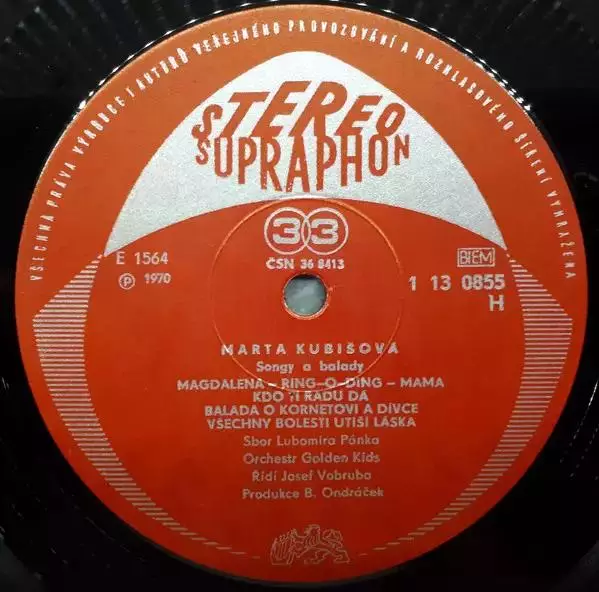 VŠECHNA PRÁVA VÝROBCE I AUTORŮ VEŘEJNÉHO PROVOZOVÁNÍ A ROZHLASOVÉHO ŠÍŘENÍ VYHRAŽENA
STEREO
SUPRAPHON
33
ČSN 36 8413
E 1564
Ⓟ 1970
BIEM
1 13 0855
H
MARTA KUBIŠOVÁ
Songy a balady
MAGDALENA – RING–O–DING – MAMA
KDO TI RADU DÁ
BALADA O KORNETOVI A DÍVCE
VŠECHNY BOLESTI UTIŠÍ LÁSKA
Sbor Lubomíra Pánka
Orchestr Golden Kids
Řídí Josef Vobruba
Produkce B. Ondráček